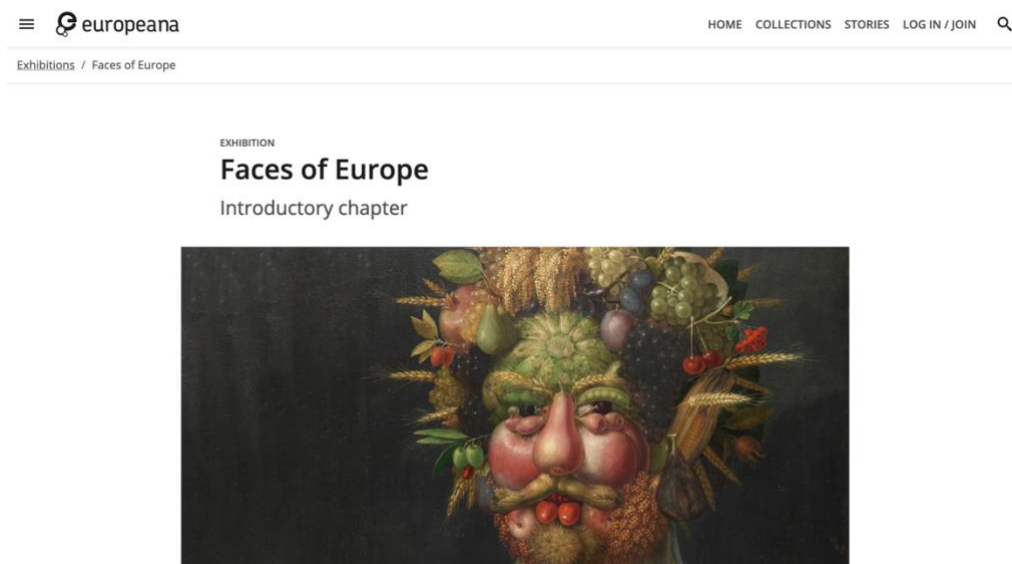 europeana
HOME COLLECTIONS STORIES LOG IN / JOIN
Exhibitions / Faces of Europe
EXHIBITION
Faces of Europe
Introductory chapter